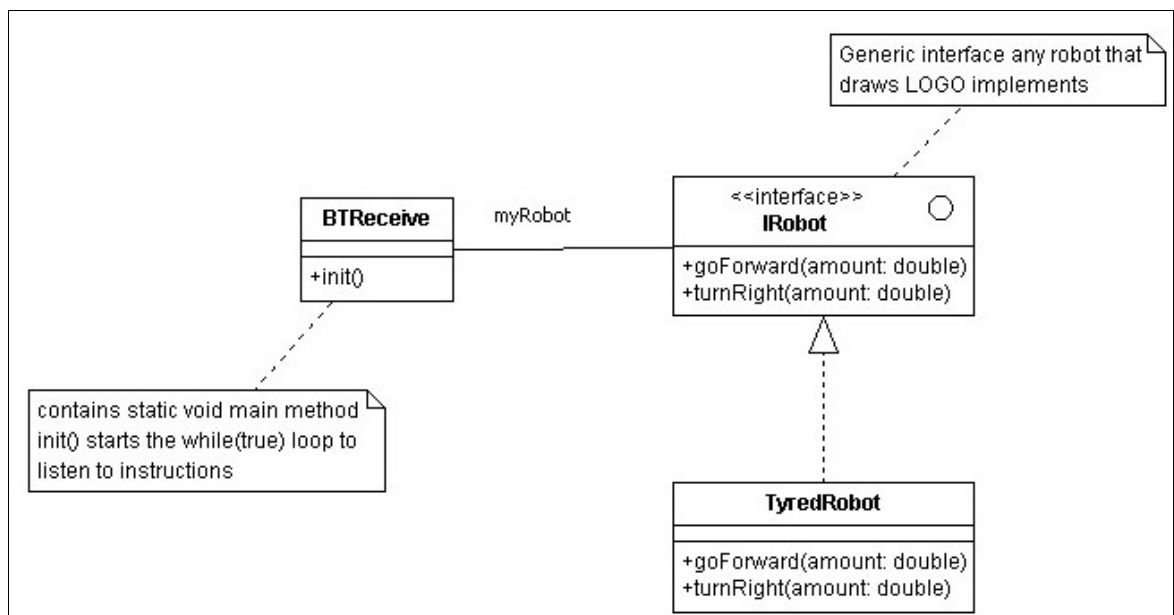 Generic interface any robot that
draws LOGO implements
<<interface>>
IRobot
+goForward(amount: double)
+turnRight(amount: double)
BTReceive
+init()
myRobot
contains static void main method
init() starts the while(true) loop to
listen to instructions
TyredRobot
+goForward(amount: double)
+turnRight(amount: double)